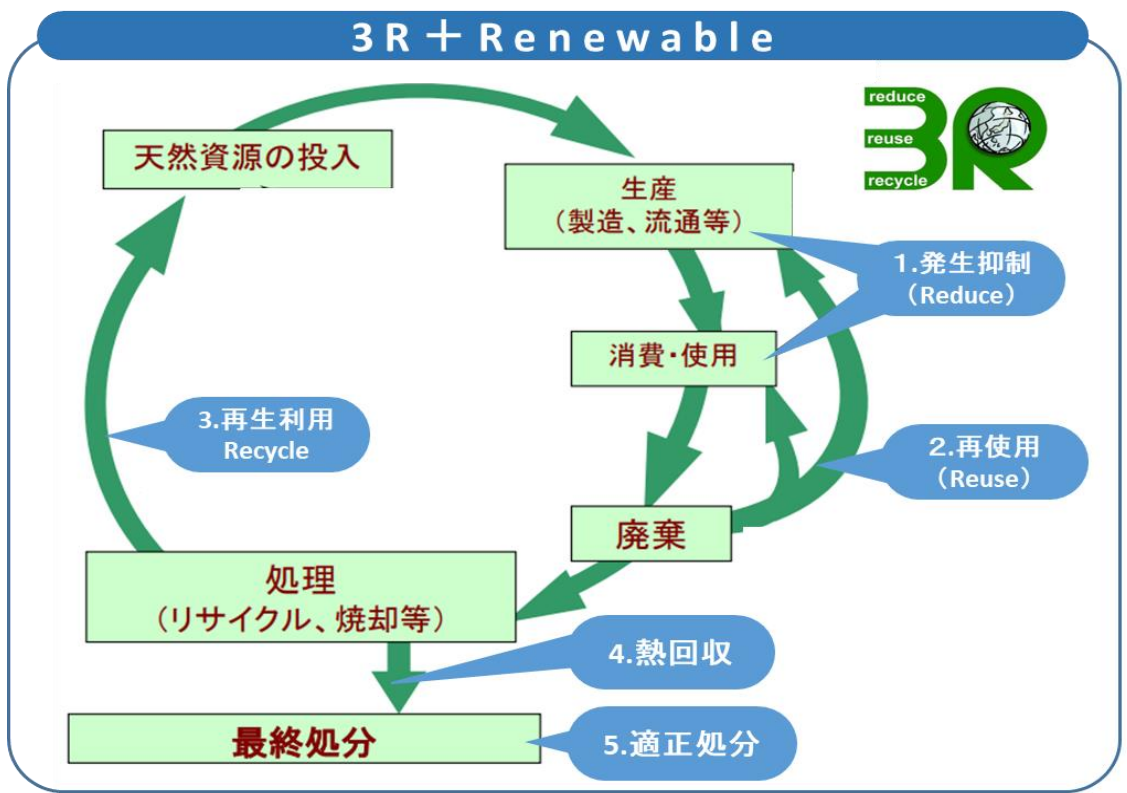 3R＋Renewable
天然資源の投入
reduce
reuse
recycle
3R
生産
（製造、流通等）
1.発生抑制
（Reduce）
消費・使用
3.再生利用
Recycle
2.再使用
（Reuse）
廃棄
処理
（リサイクル、焼却等）
4.熱回収
最終処分
5.適正処分